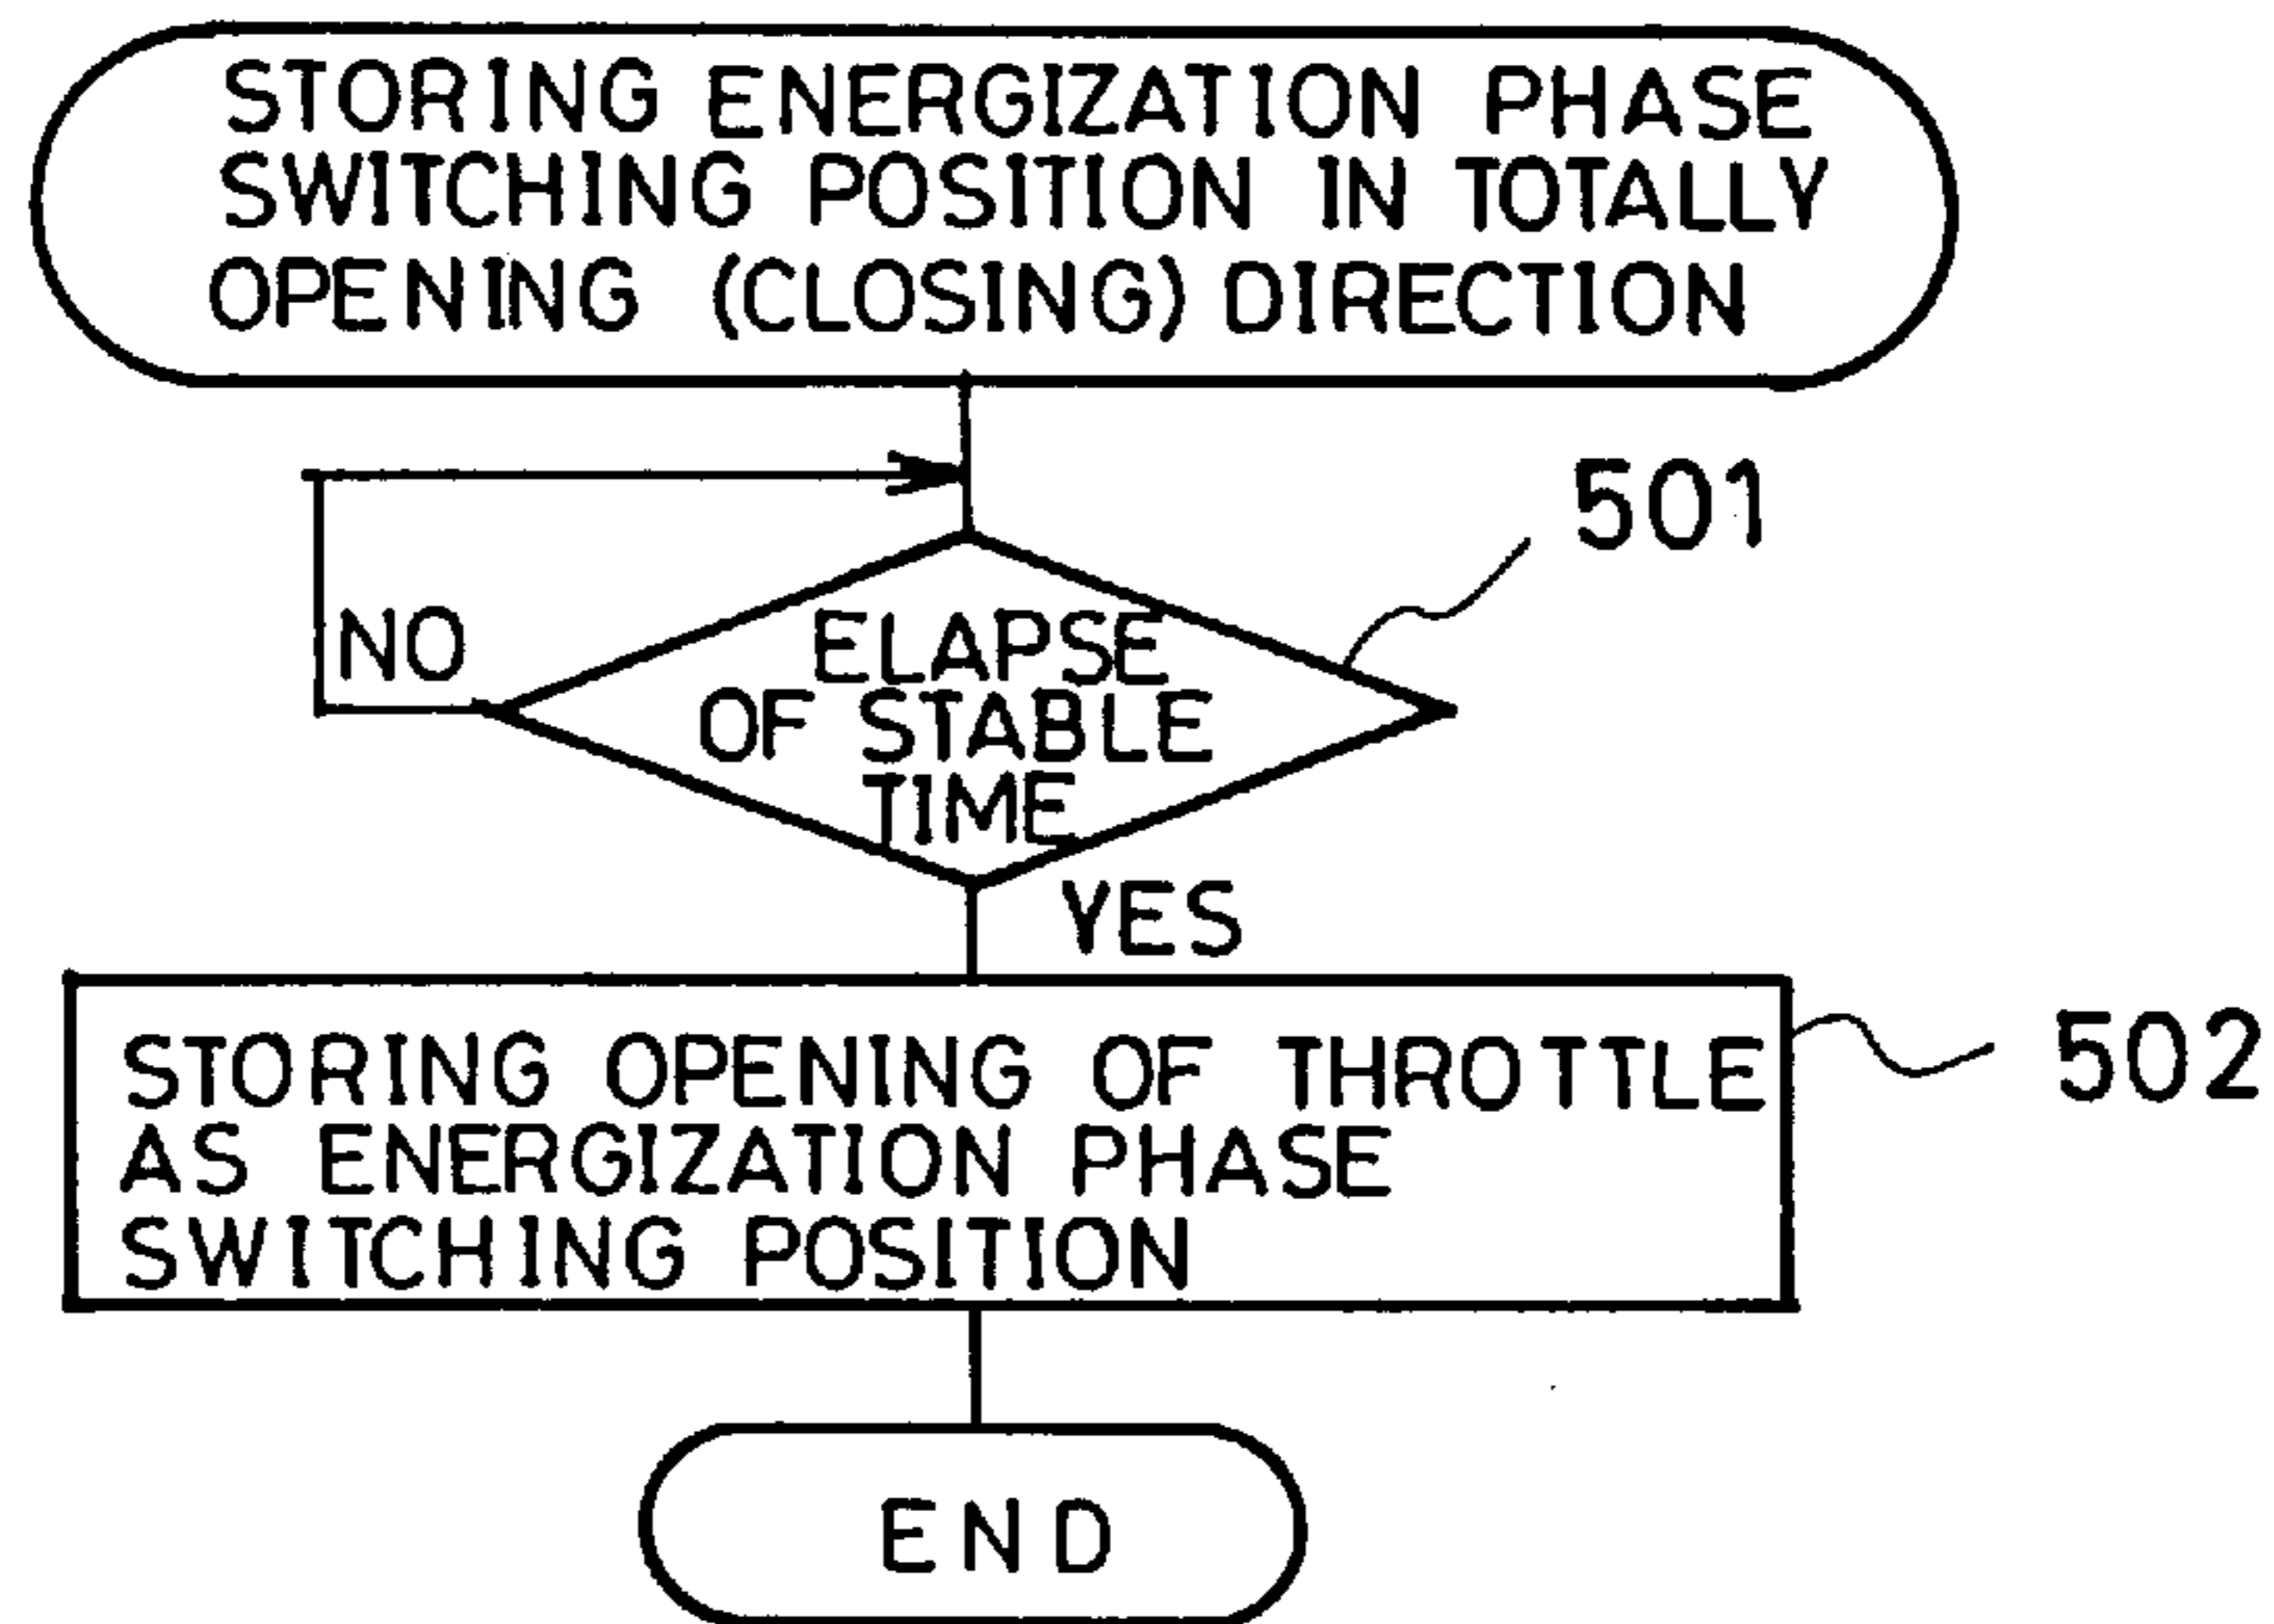 STORING ENERGIZATION PHASE
SWITCHING POSITION IN TOTALLY
OPENING (CLOSING) DIRECTION
501
NO
ELAPSE
OF STABLE
TIME
YES
STORING OPENING OF THROTTLE
AS ENERGIZATION PHASE
SWITCHING POSITION
502
END